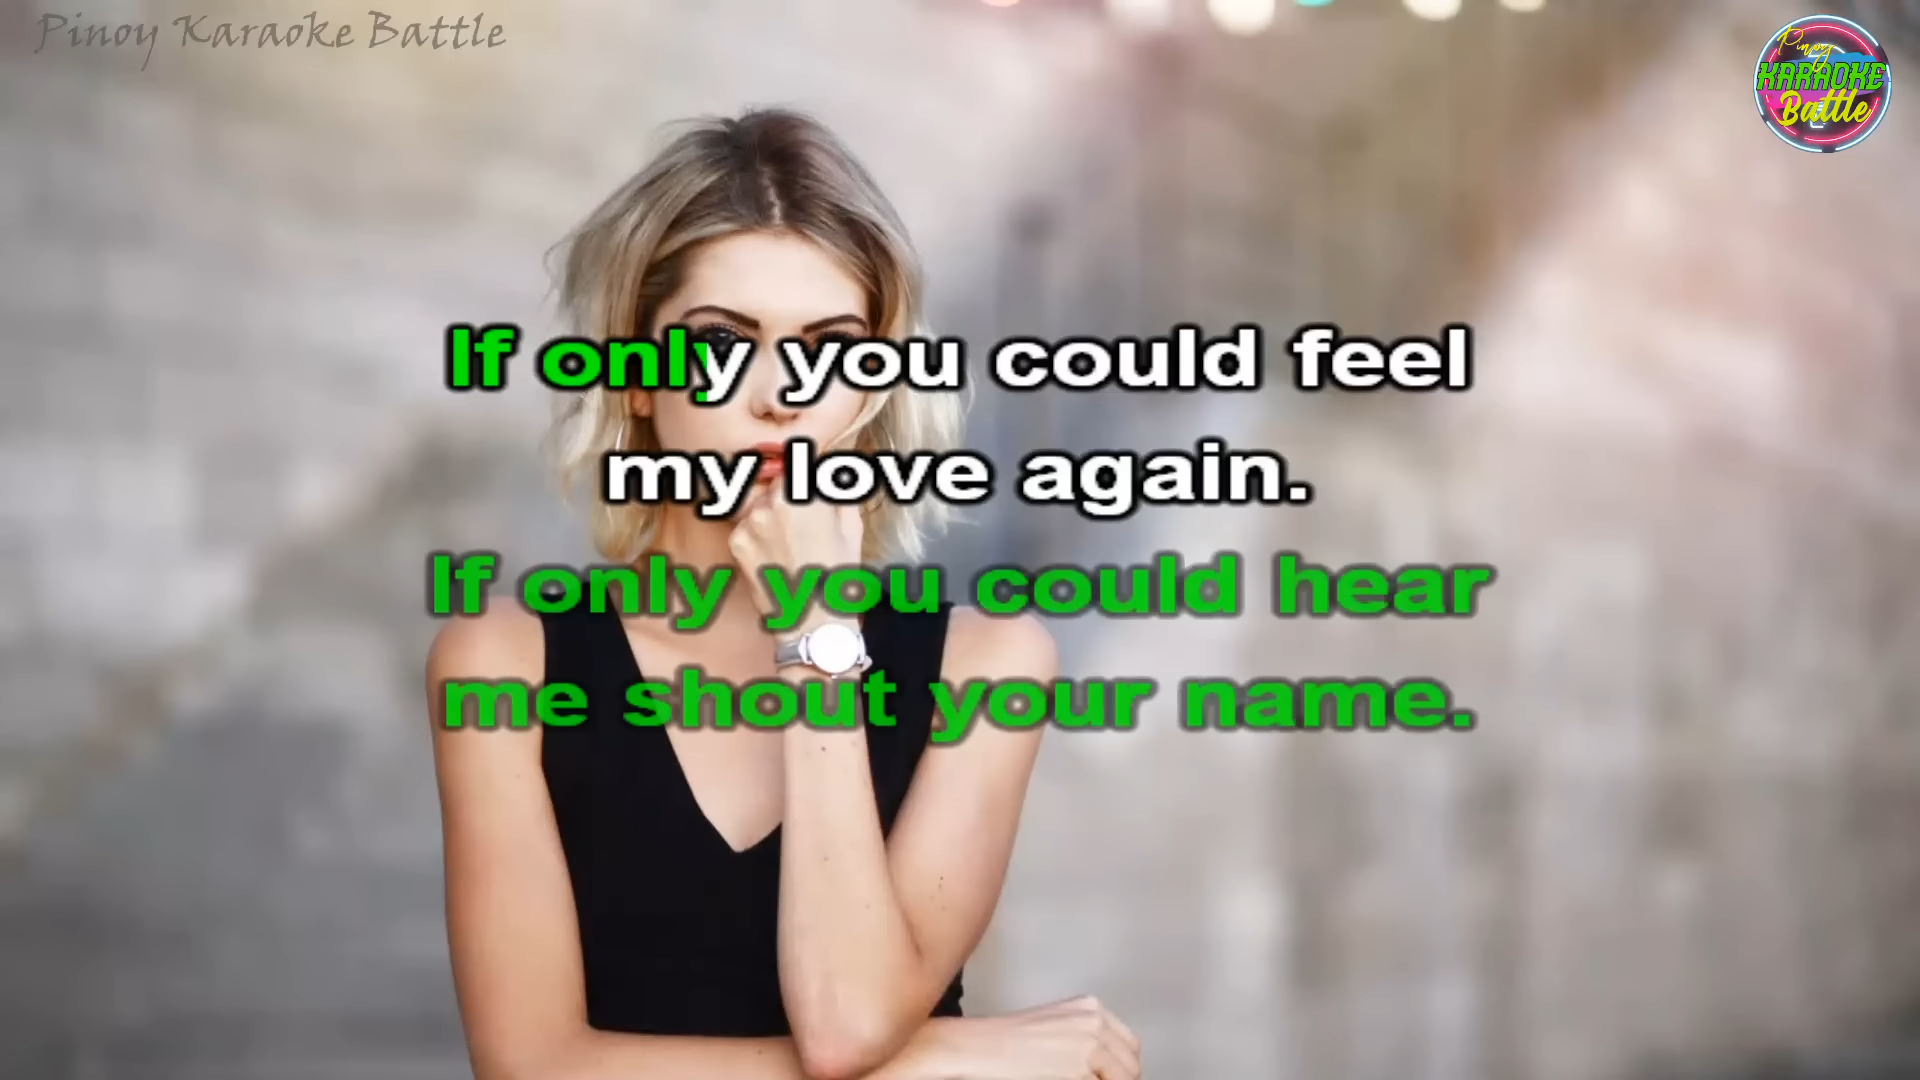 Pinoy Karaoke Battle
Pinoy
KARAOKE
Battle
If only you could feel
my love again.
If only you could hear
me shout your name.